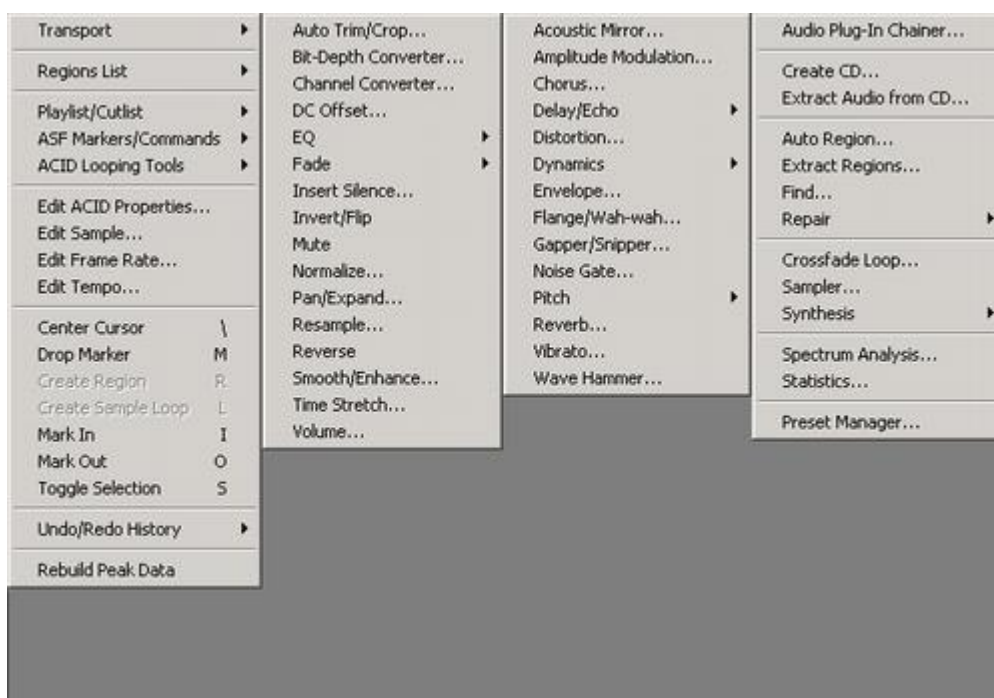 Transport
Regions List
Playlist/Cutlist
ASF Markers/Commands
ACID Looping Tools
Edit ACID Properties...
Edit Sample...
Edit Frame Rate...
Edit Tempo...
Center Cursor \
Drop Marker M
Create Region R
Create Sample Loop L
Mark In I
Mark Out O
Toggle Selection S
Undo/Redo History
Rebuild Peak Data
Auto Trim/Crop...
Bit-Depth Converter...
Channel Converter...
DC Offset...
EQ
Fade
Insert Silence...
Invert/Flip
Mute
Normalize...
Pan/Expand...
Resample...
Reverse
Smooth/Enhance...
Time Stretch...
Volume...
Acoustic Mirror...
Amplitude Modulation...
Chorus...
Delay/Echo
Distortion...
Dynamics
Envelope...
Flange/Wah-wah...
Gapper/Snipper...
Noise Gate...
Pitch
Reverb...
Vibrato...
Wave Hammer...
Audio Plug-In Chainer...
Create CD...
Extract Audio from CD...
Auto Region...
Extract Regions...
Find...
Repair
Crossfade Loop...
Sampler...
Synthesis
Spectrum Analysis...
Statistics...
Preset Manager...